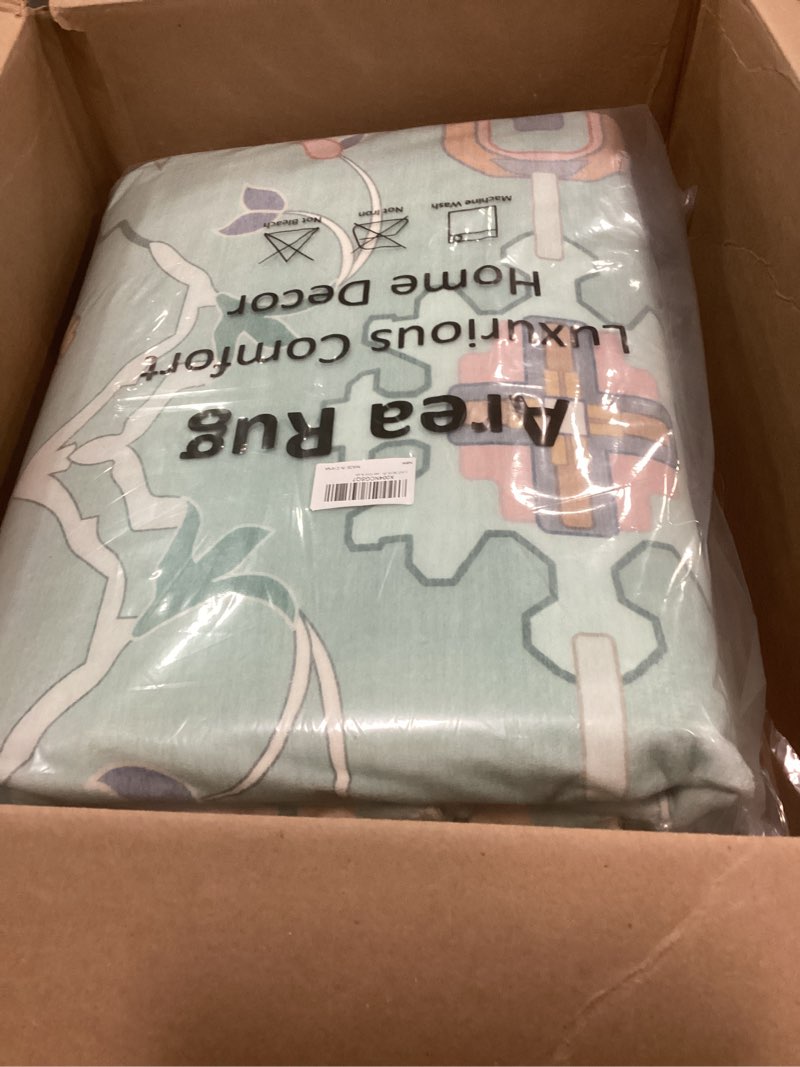 Area Rug
Luxurious Comfort
Home Decor
Machine Wash
Not Iron
Not Bleach